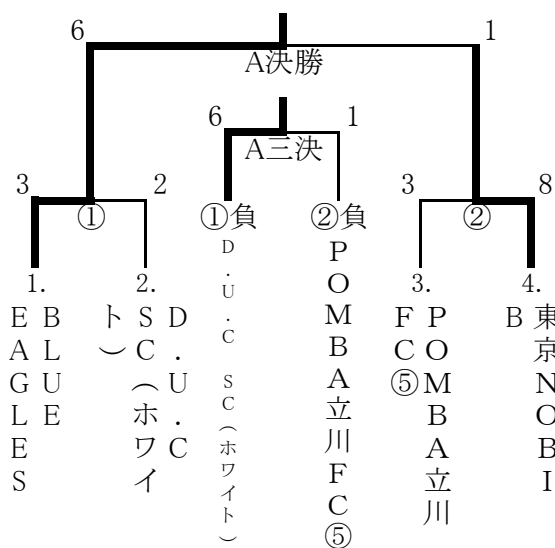 6
1
A決勝
6
1
A三決
3
2
①
①負
②負
3
8
②
1.
BLUE
EAGLES
2.
D.U.C
SC(ホワイ
ト)
D.U.C SC(ホワイト)
POMBA立川FC⑤
3.
POMBA立川
FC⑤
4.
東京NOBI
B